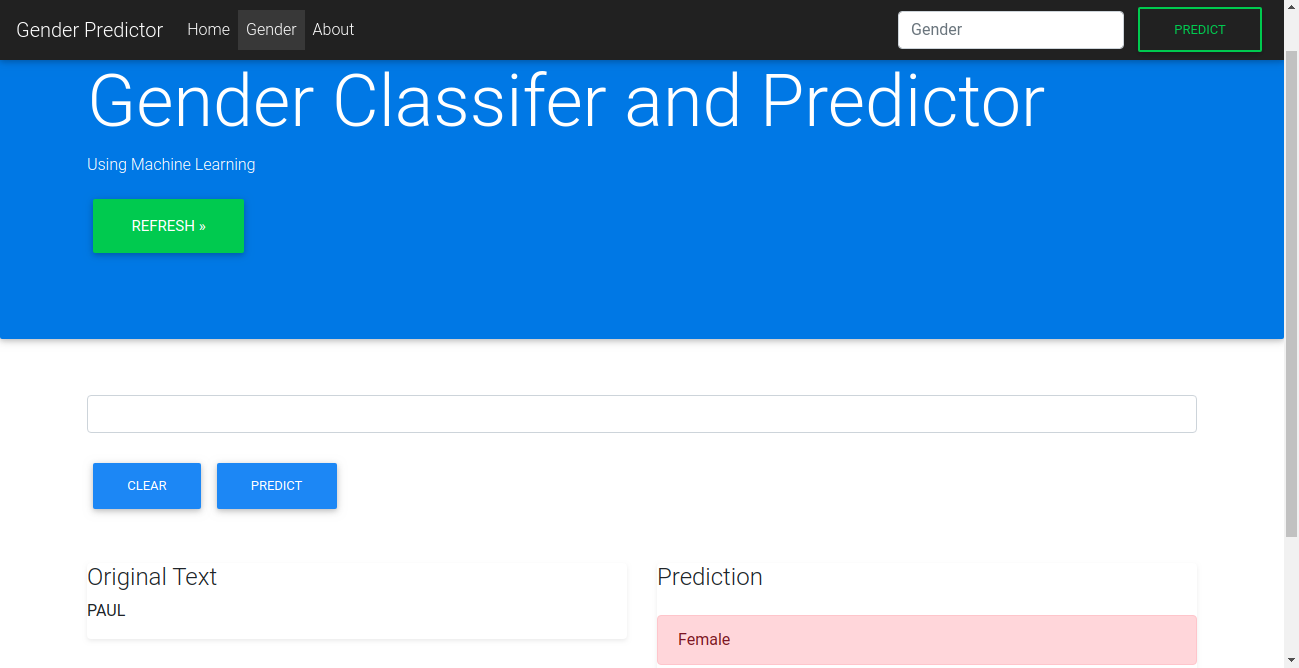 Gender Predictor Home Gender About Gender PREDICT
Gender Classifer and Predictor
Using Machine Learning
REFRESH »
CLEAR PREDICT
Original Text
PAUL
Prediction
Female